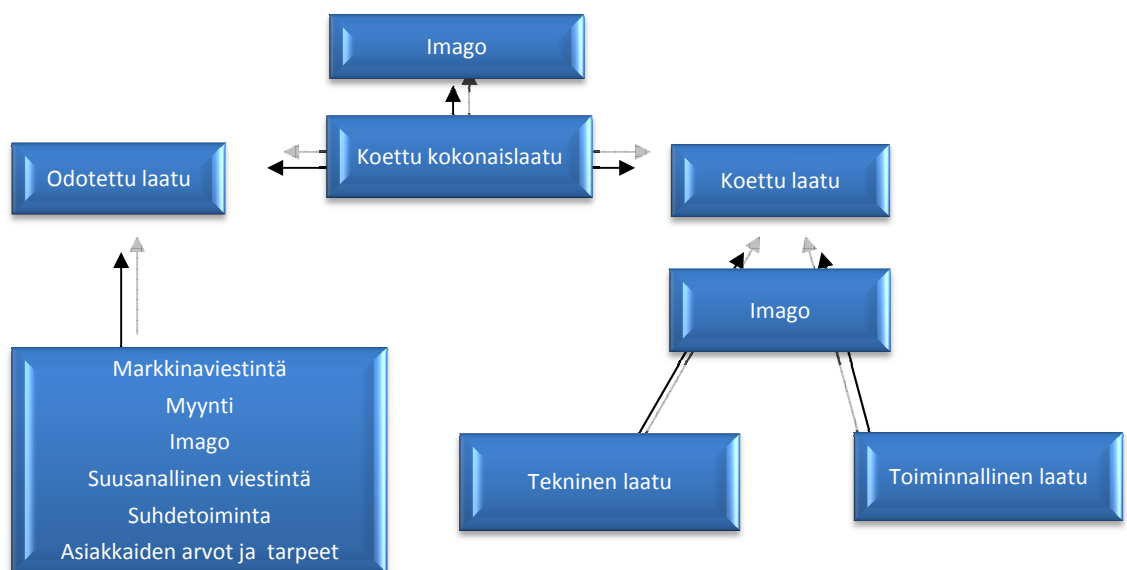 Imago
Koettu kokonaislaatu
Odotettu laatu
Koettu laatu
Imago
Markkinaviestintä
Myynti
Imago
Suusanallinen viestintä
Suhdetoiminta
Asiakkaiden arvot ja tarpeet
Tekninen laatu
Toiminnallinen laatu